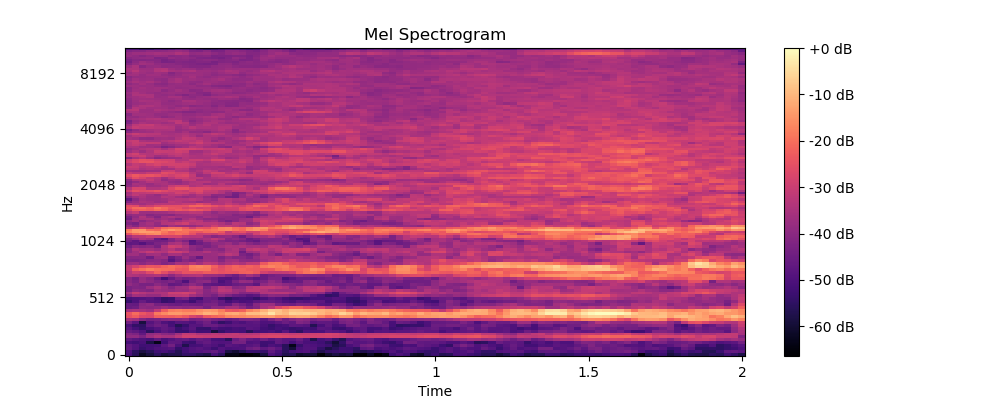 Mel Spectrogram
Hz
8192
4096
2048
1024
512
0
0 0.5 1 1.5 2
Time
+0 dB
-10 dB
-20 dB
-30 dB
-40 dB
-50 dB
-60 dB